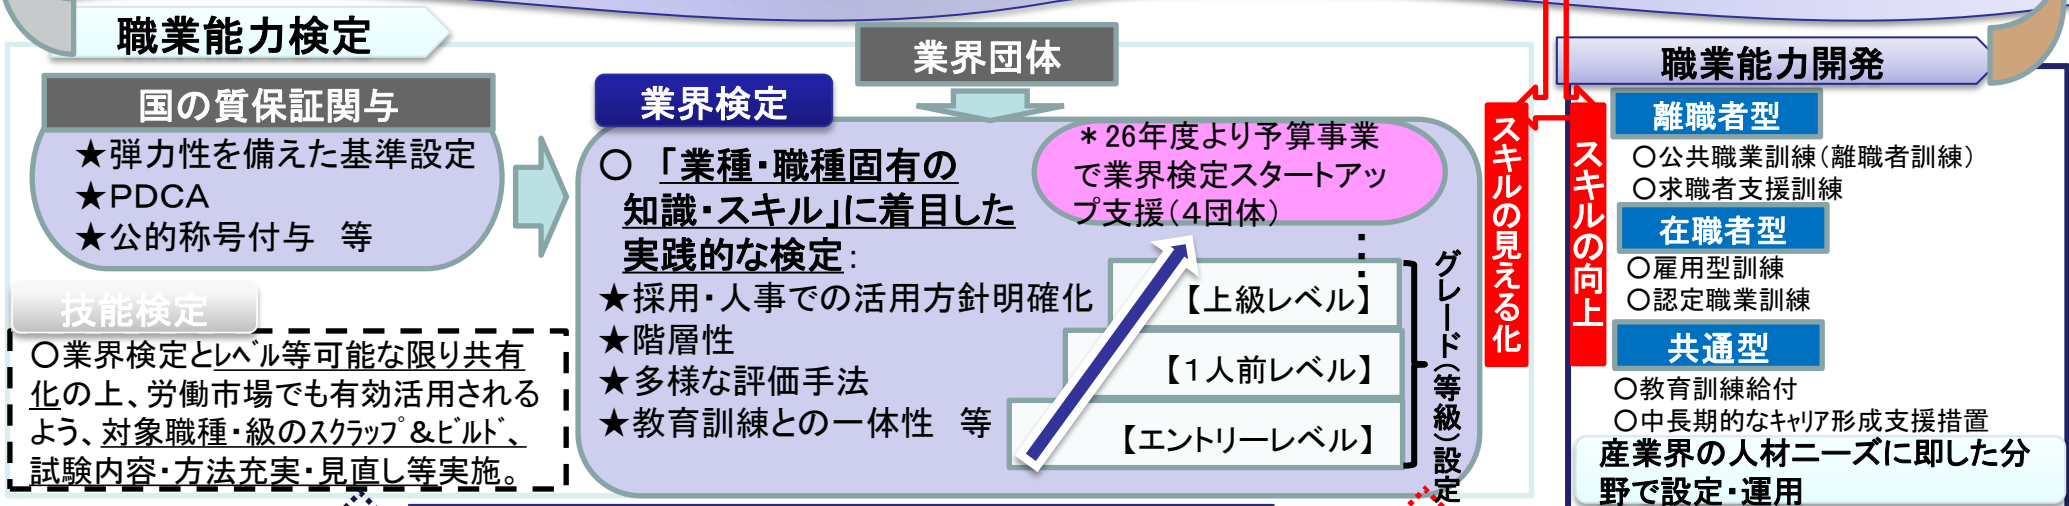 職業能力検定
国の質保証関与
★弾力性を備えた基準設定
★PDCA
★公的称号付与　等
技能検定
○業界検定とﾚﾍﾞﾙ等可能な限り共有
化の上、労働市場でも有効活用される
よう、対象職種・級のｽｸﾗｯﾌﾟ&ﾋﾞﾙﾄﾞ、
試験内容・方法充実・見直し等実施。
業界団体
業界検定
○「業種・職種固有の
知識・スキル」に着目した
実践的な検定：
★採用・人事での活用方針明確化
★階層性
★多様な評価手法
★教育訓練との一体性　等
＊26年度より予算事業
で業界検定スタートアッ
プ支援（４団体）
【上級レベル】
【１人前レベル】
【エントリーレベル】
グレード（等級）設定
スキルの見える化
スキルの向上
職業能力開発
離職者型
○公共職業訓練（離職者訓練）
○求職者支援訓練
在職者型
○雇用型訓練
○認定職業訓練
共通型
○教育訓練給付
○中長期的なｷｬﾘｱ形成支援措置
産業界の人材ニーズに即した分
野で設定・運用